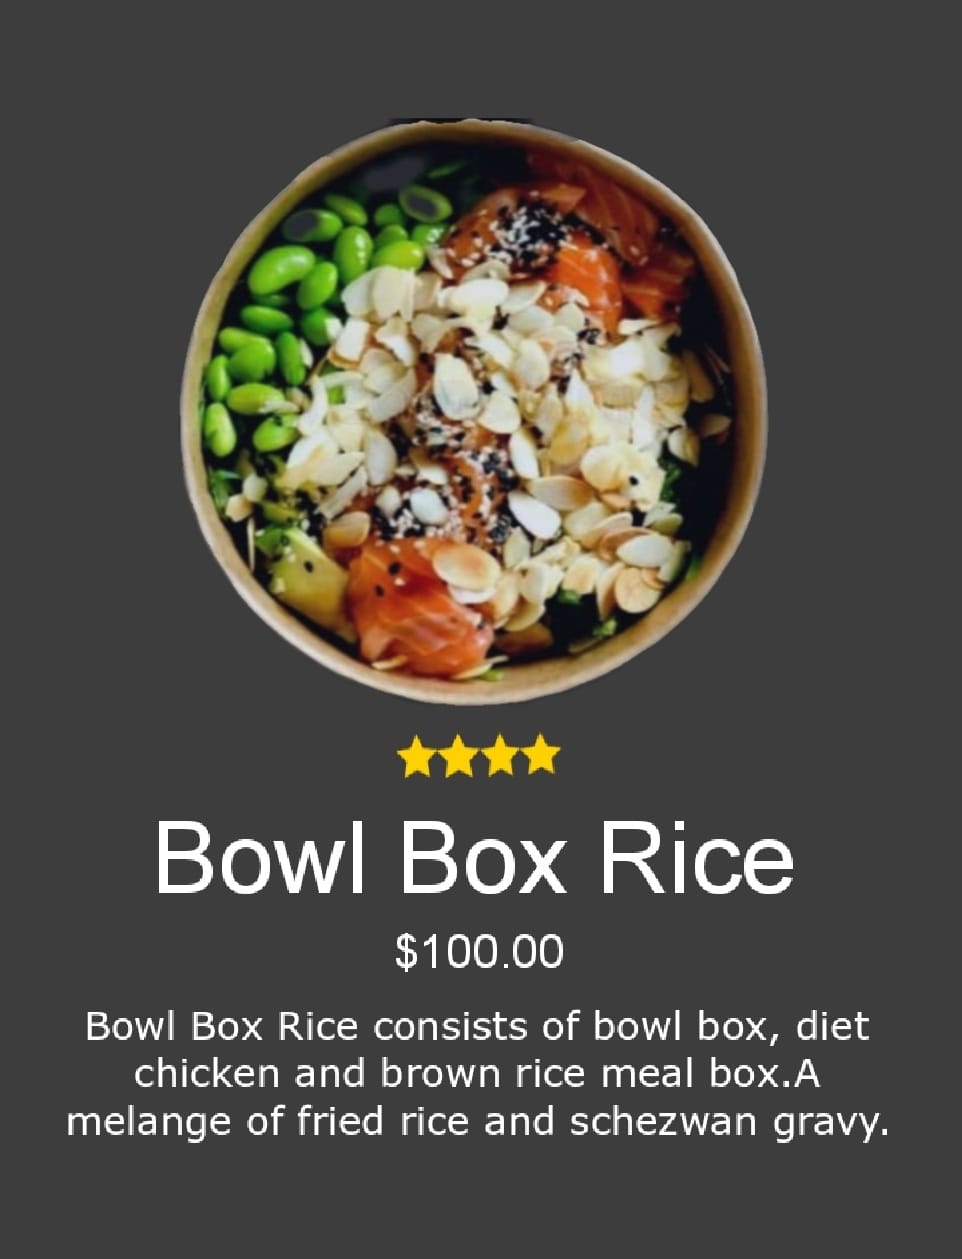 Bowl Box Rice
$100.00
Bowl Box Rice consists of bowl box, diet
chicken and brown rice meal box.A
melange of fried rice and schezwan gravy.